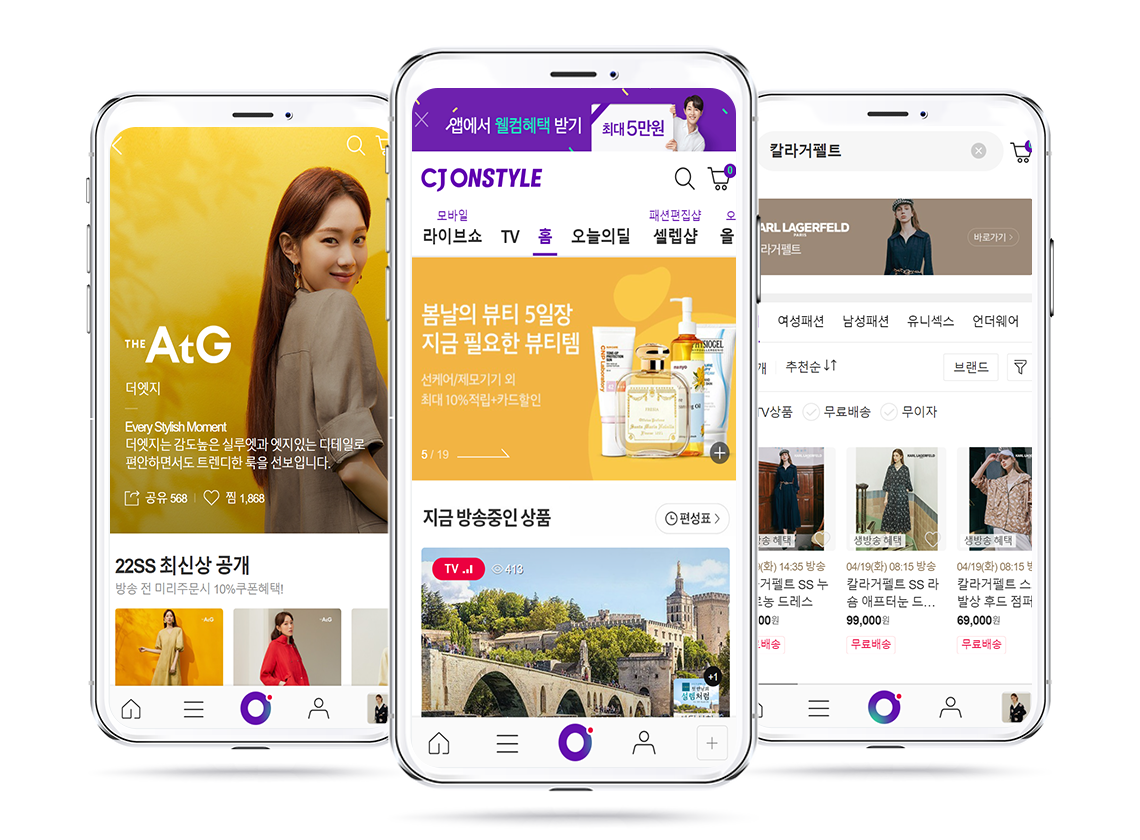 THE AtG
더엣지
Every Stylish Moment
더엣지는 감도높은 실루엣과 엣지있는 디테일로
편안하면서도 트렌디한 룩을 선보입니다.
공유 568
찜 1,868
22SS 최신상 공개
방송 전 미리주문시 10%쿠폰혜택!
AtG
AtG
앱에서 웰컴혜택 받기
최대 5만원
CJ ONSTYLE
0
모바일
패션편집샵
오
라이브쇼 TV 홈 오늘의딜 셀렙샵 올
봄날의 뷰티 5일장
지금 필요한 뷰티템
선케어/제모기기 외
최대 10%적립+카드할인
PHYSIOGEL
5 / 19
지금 방송중인 상품
편성표 >
TV
413
+1
설렘처럼
칼라거펠트
ARL LAGERFELD
PARIS
라거펠트
바로가기 >
여성패션 남성패션 유니섹스 언더웨어
개
추천순
브랜드
TV상품 무료배송 무이자
KARL LAGERFELD
생방송 혜택
생방송 혜택
생방송 혜택
(화) 14:35 방송
거펠트 SS 누
로농 드레스
00원
료배송
04/19(화) 08:15 방송
칼라거펠트 SS 라
숌 애프터눈 드...
99,000원
무료배송
04/19(화) 08:15 방
칼라거펠트 스
발상 후드 점퍼
69,000원
무료배송